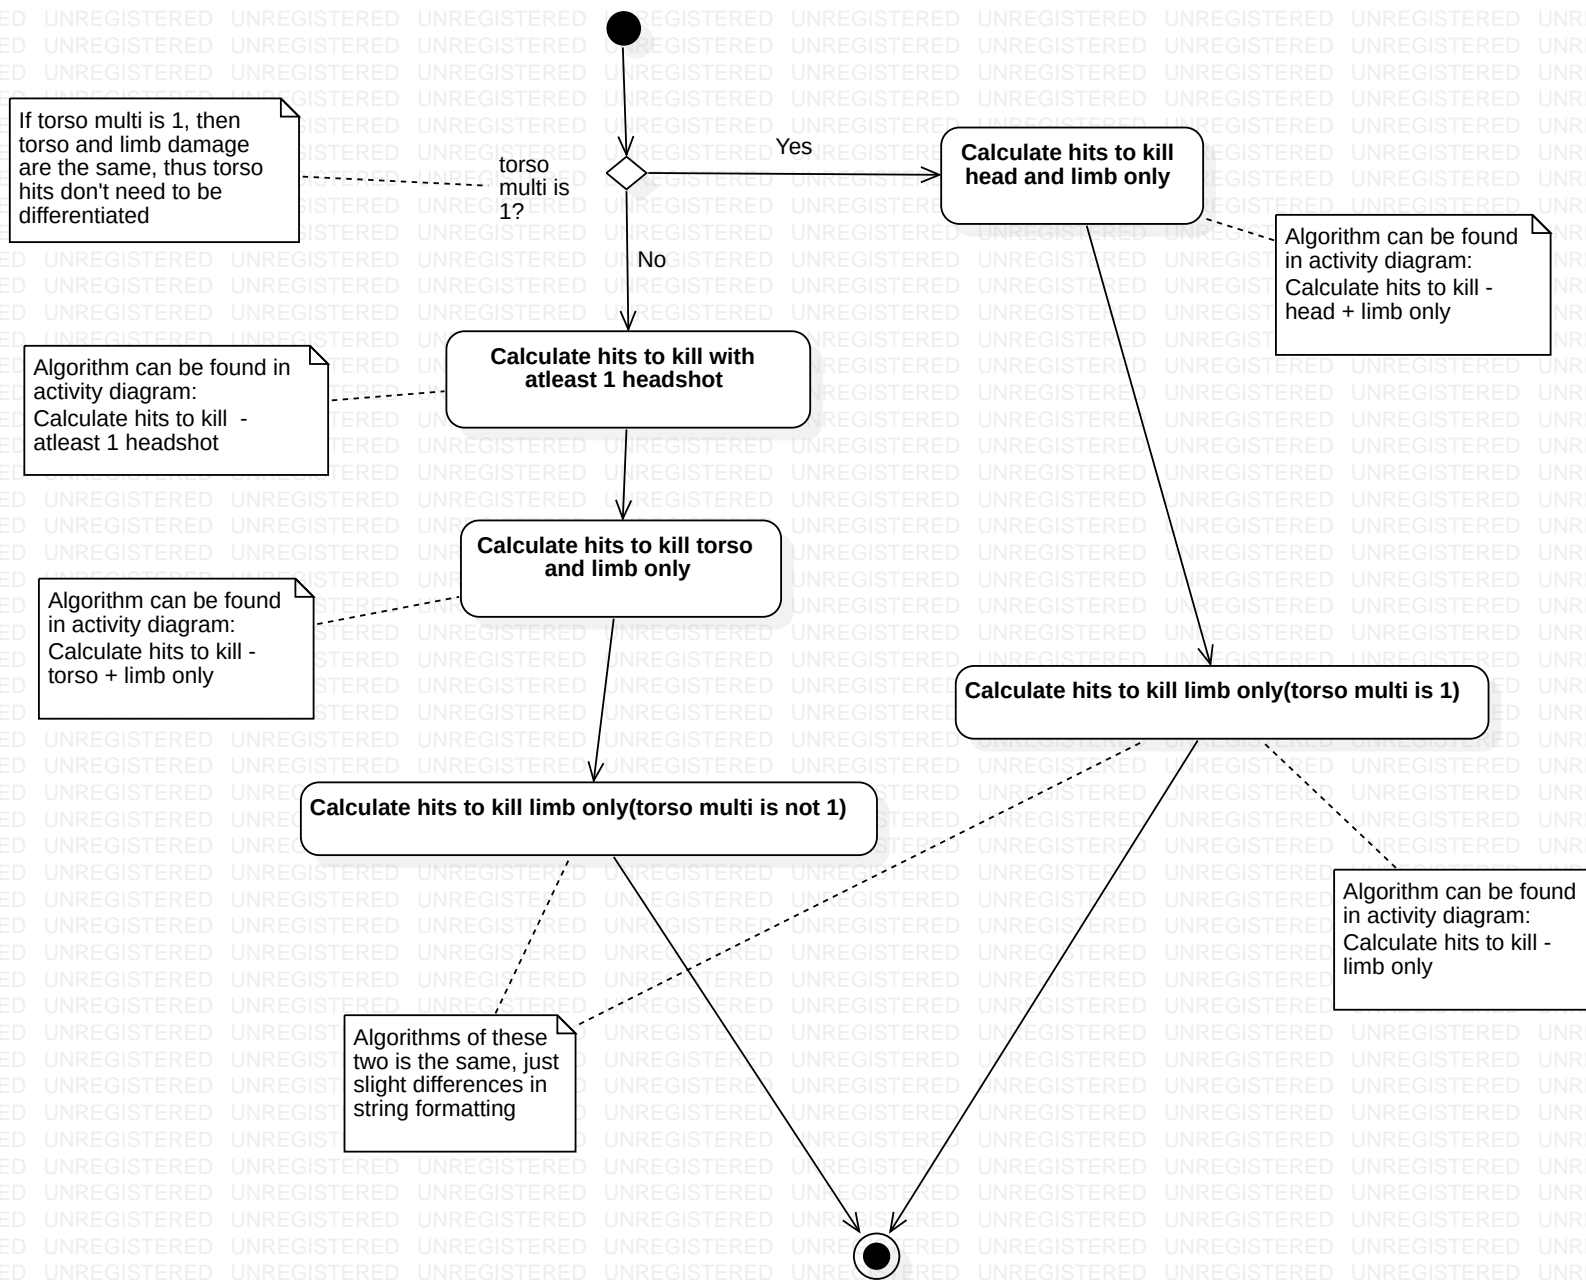 If torso multi is 1, then
torso and limb damage
are the same, thus torso
hits don't need to be
differentiated
torso
multi is
1?
Yes
No
Calculate hits to kill
head and limb only
Algorithm can be found
in activity diagram:
Calculate hits to kill -
head + limb only
Calculate hits to kill with
atleast 1 headshot
Algorithm can be found in
activity diagram:
Calculate hits to kill  -
atleast 1 headshot
Calculate hits to kill torso
and limb only
Algorithm can be found
in activity diagram:
Calculate hits to kill -
torso + limb only
Calculate hits to kill limb only(torso multi is 1)
Calculate hits to kill limb only(torso multi is not 1)
Algorithm can be found
in activity diagram:
Calculate hits to kill -
limb only
Algorithms of these
two is the same, just
slight differences in
string formatting
UNREGISTERED